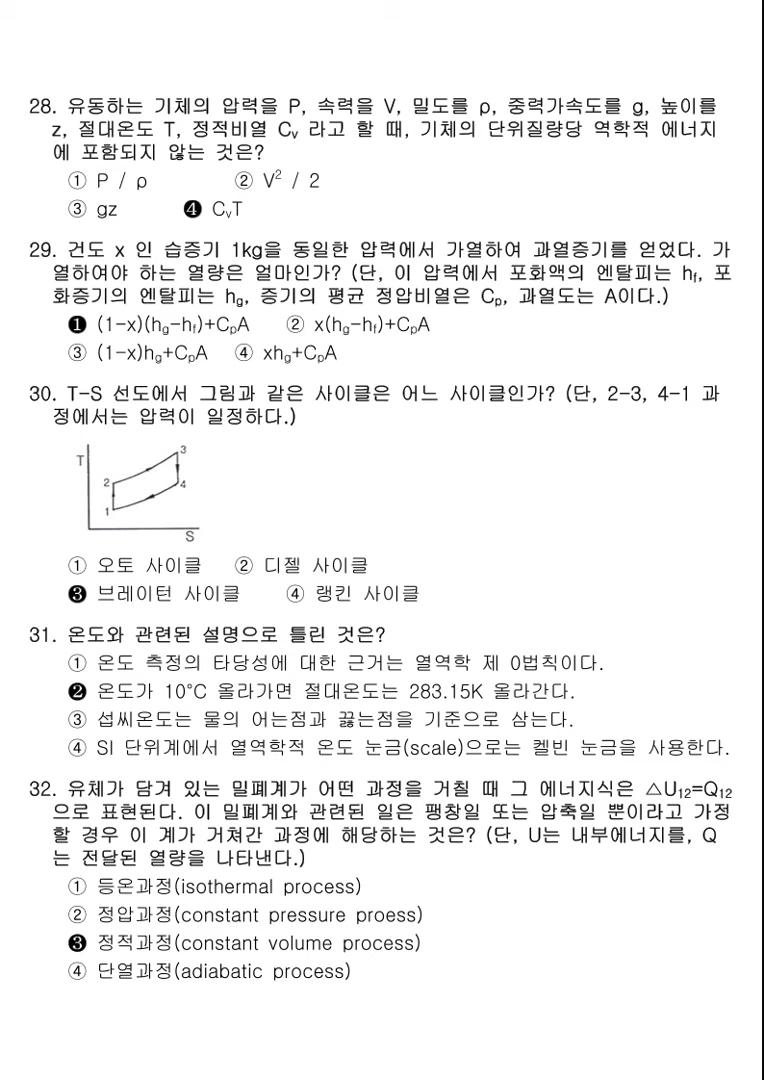 28. 유동하는 기체의 압력을 P, 속력을 V, 밀도를 ρ, 중력가속도를 g, 높이를
z, 절대온도 T, 정적비열 Cv 라고 할 때, 기체의 단위질량당 역학적 에너지
에 포함되지 않는 것은?
① P / ρ ② V² / 2
③ gz ❹ CvT
29. 건도 x 인 습증기 1kg을 동일한 압력에서 가열하여 과열증기를 얻었다. 가
열하여야 하는 열량은 얼마인가? (단, 이 압력에서 포화액의 엔탈피는 hf, 포
화증기의 엔탈피는 hg, 증기의 평균 정압비열은 Cp, 과열도는 A이다.)
❶ (1-x)(hg-hf)+CpA ② x(hg-hf)+CpA
③ (1-x)hg+CpA ④ xhg+CpA
30. T-S 선도에서 그림과 같은 사이클은 어느 사이클인가? (단, 2-3, 4-1 과
정에서는 압력이 일정하다.)
T
3
2
4
1
S
① 오토 사이클 ② 디젤 사이클
❸ 브레이턴 사이클 ④ 랭킨 사이클
31. 온도와 관련된 설명으로 틀린 것은?
① 온도 측정의 타당성에 대한 근거는 열역학 제 0법칙이다.
❷ 온도가 10°C 올라가면 절대온도는 283.15K 올라간다.
③ 섭씨온도는 물의 어는점과 끓는점을 기준으로 삼는다.
④ SI 단위계에서 열역학적 온도 눈금(scale)으로는 켈빈 눈금을 사용한다.
32. 유체가 담겨 있는 밀폐계가 어떤 과정을 거칠 때 그 에너지식은 △U12=Q12
으로 표현된다. 이 밀폐계와 관련된 일은 팽창일 또는 압축일 뿐이라고 가정
할 경우 이 계가 거쳐간 과정에 해당하는 것은? (단, U는 내부에너지를, Q
는 전달된 열량을 나타낸다.)
① 등온과정(isothermal process)
② 정압과정(constant pressure proess)
❸ 정적과정(constant volume process)
④ 단열과정(adiabatic process)